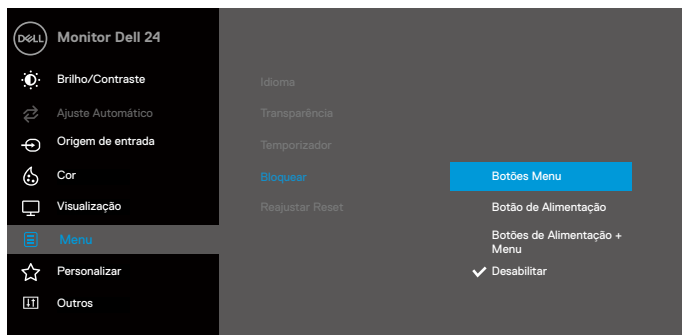 DELL
Monitor Dell 24
Brilho/Contraste
Ajuste Automático
Origem de entrada
Cor
Visualização
Menu
Personalizar
Outros
Idioma
Transparência
Temporizador
Bloquear
Reajustar Reset
Botões Menu
Botão de Alimentação
Botões de Alimentação +
Menu
Desabilitar